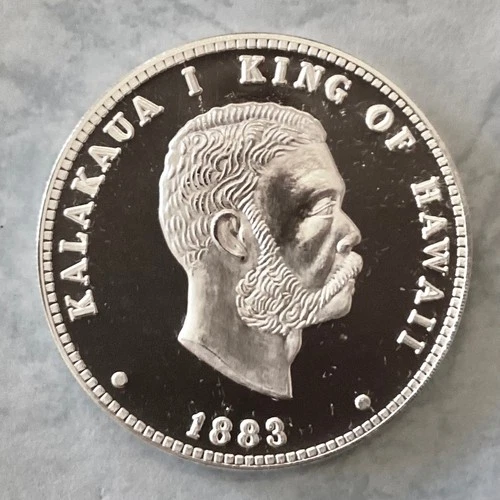 KALAKAUA I KING OF HAWAII
1883